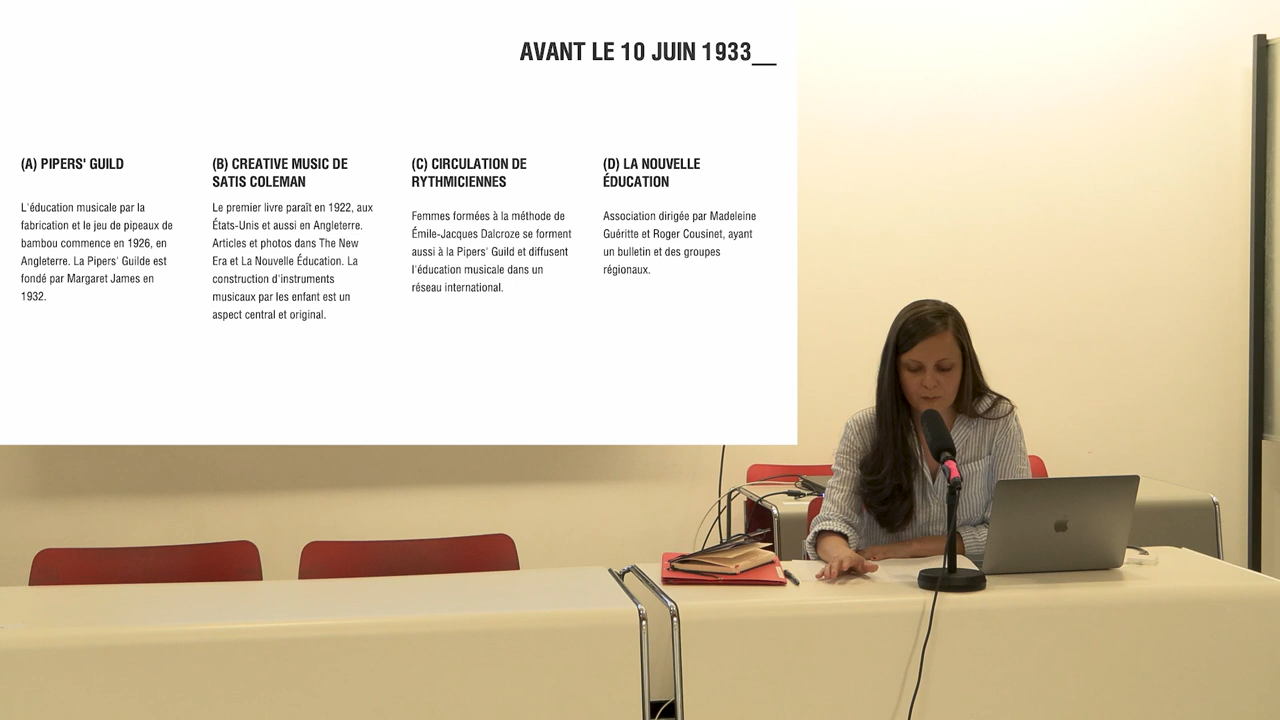 AVANT LE 10 JUIN 1933__
(A) PIPERS' GUILD
L'éducation musicale par la
fabrication et le jeu de pipeaux de
bambou commence en 1926, en
Angleterre. La Pipers' Guilde est
fondé par Margaret James en
1932.
(B) CREATIVE MUSIC DE
SATIS COLEMAN
Le premier livre paraît en 1922, aux
États-Unis et aussi en Angleterre.
Articles et photos dans The New
Era et La Nouvelle Éducation. La
construction d'instruments
musicaux par les enfant est un
aspect central et original.
(C) CIRCULATION DE
RYTHMICIENNES
Femmes formées à la méthode de
Émile-Jacques Dalcroze se forment
aussi à la Pipers' Guild et diffusent
l'éducation musicale dans un
réseau international.
(D) LA NOUVELLE
ÉDUCATION
Association dirigée par Madeleine
Guéritte et Roger Cousinet, ayant
un bulletin et des groupes
régionaux.